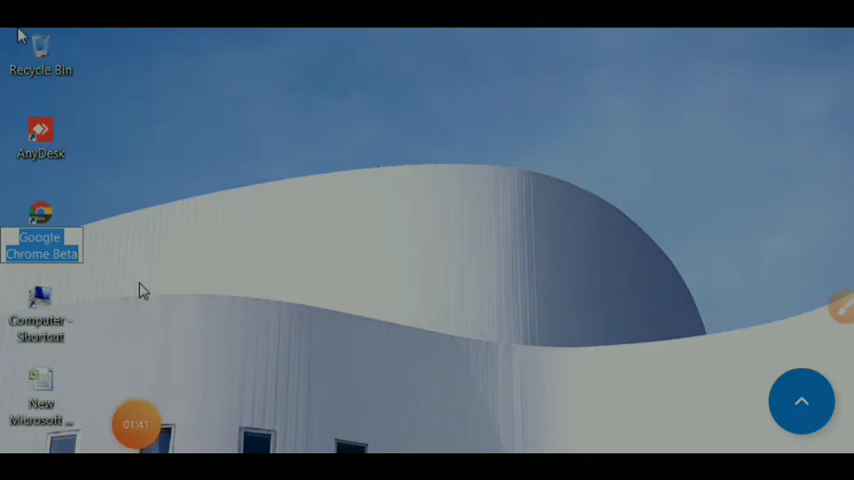 Recycle Bin
AnyDesk
Google
Chrome Beta
Computer -
Shortcut
New
Microsoft ...
01:41